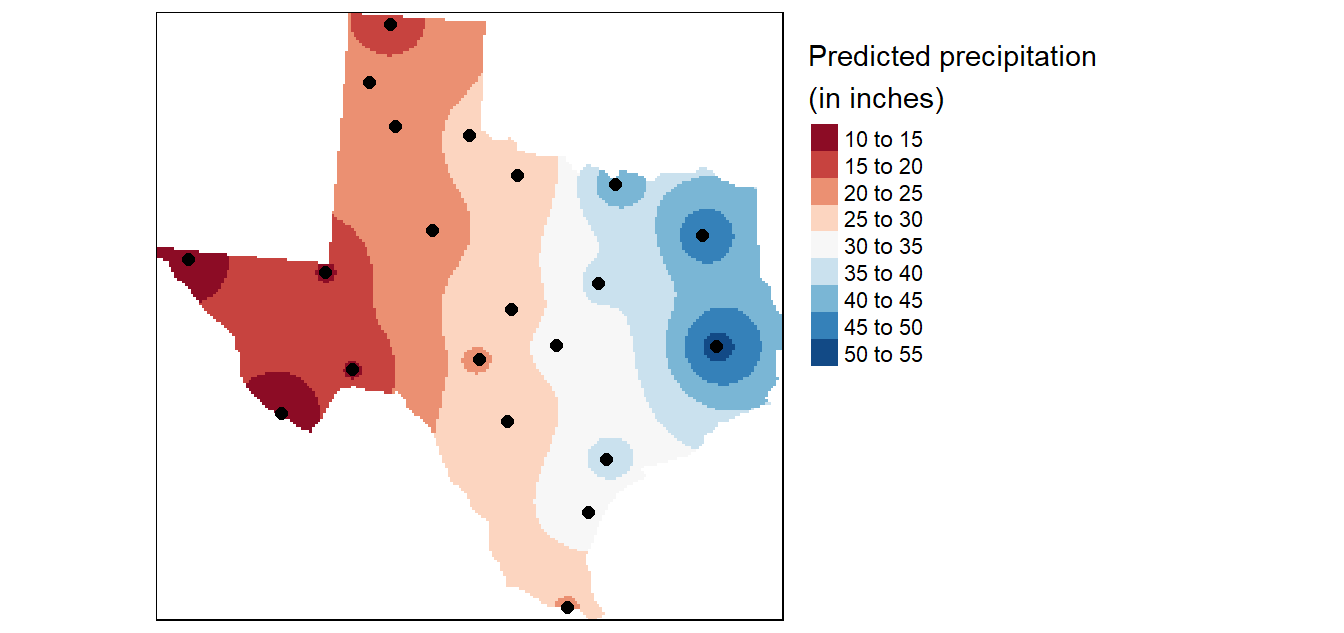 Predicted precipitation
(in inches)
10 to 15
15 to 20
20 to 25
25 to 30
30 to 35
35 to 40
40 to 45
45 to 50
50 to 55